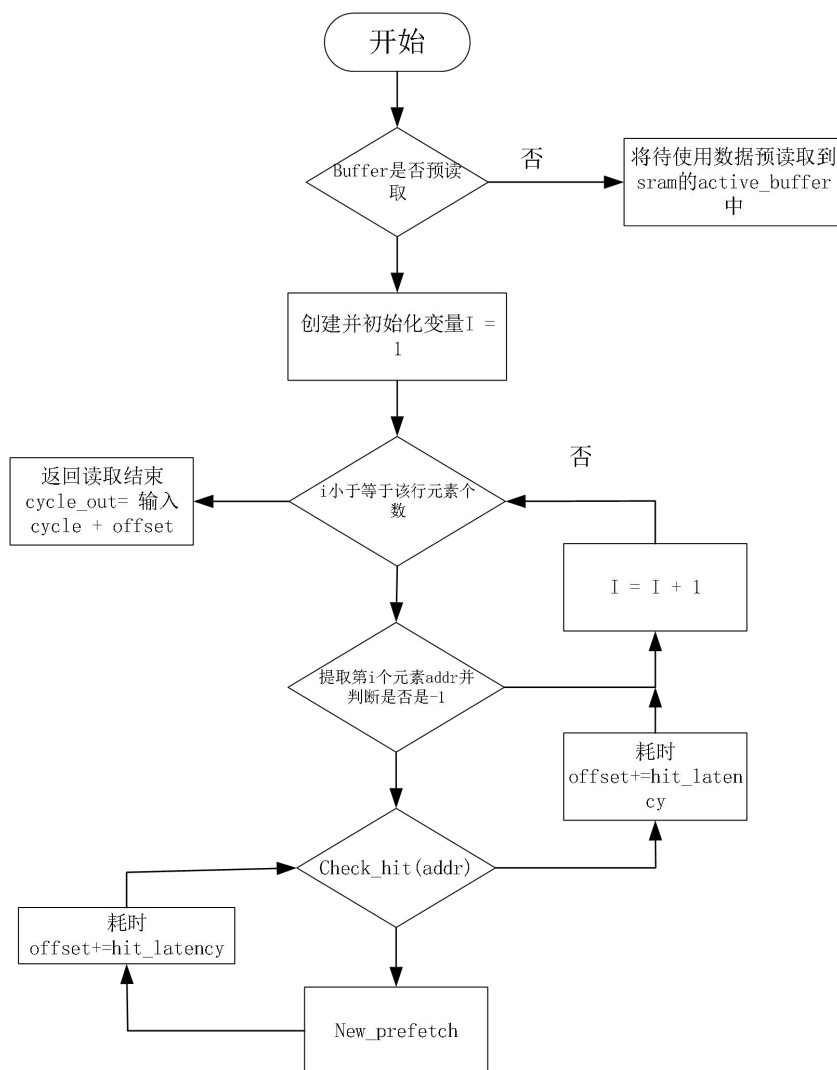 开始
Buffer是否预读
取
否
将待使用数据预读取到
sram的active_buffer
中
创建并初始化变量I =
1
否
返回读取结束
cycle_out= 输入
cycle + offset
i小于等于该行元素个
数
I = I + 1
提取第i个元素addr并
判断是否是-1
耗时
offset+=hit_laten
cy
Check_hit(addr)
耗时
offset+=hit_latency
New_prefetch